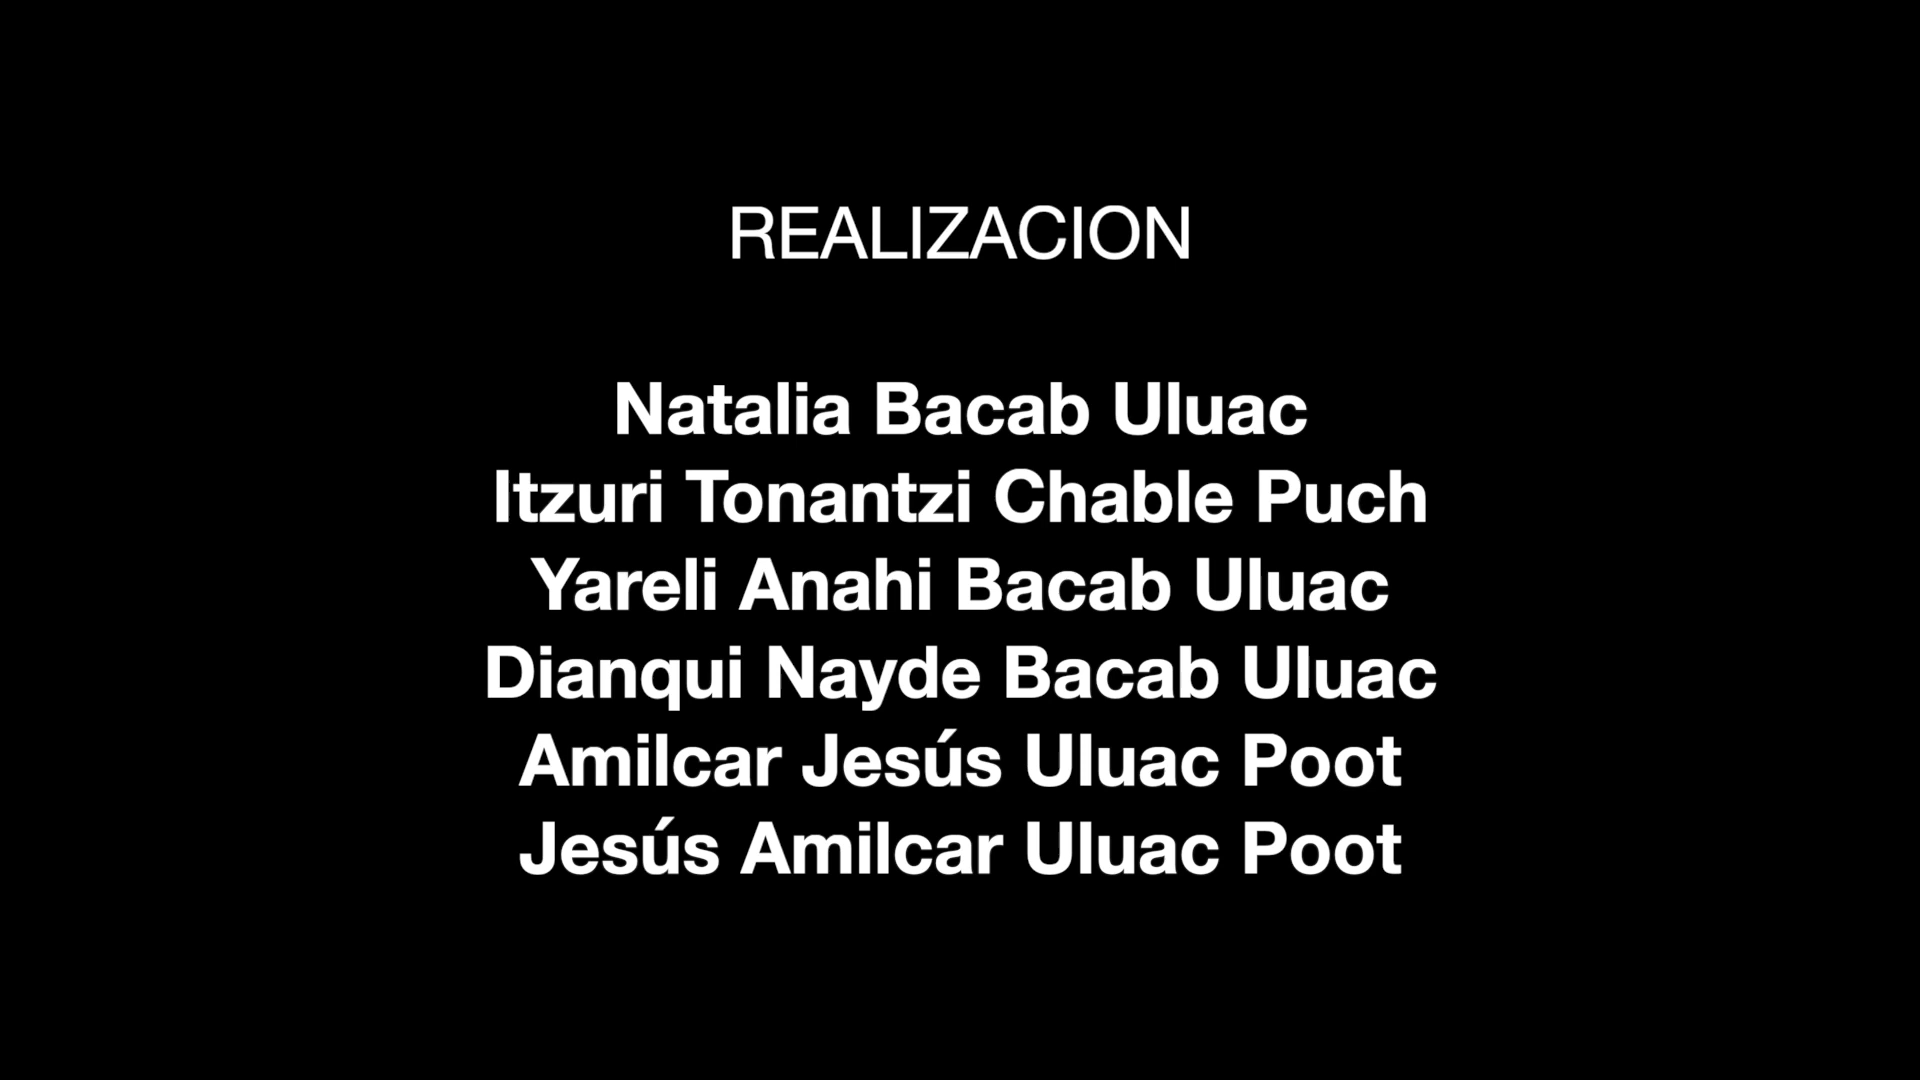 REALIZACION
Natalia Bacab Uluac
Itzuri Tonantzi Chable Puch
Yareli Anahi Bacab Uluac
Dianqui Nayde Bacab Uluac
Amilcar Jesús Uluac Poot
Jesús Amilcar Uluac Poot